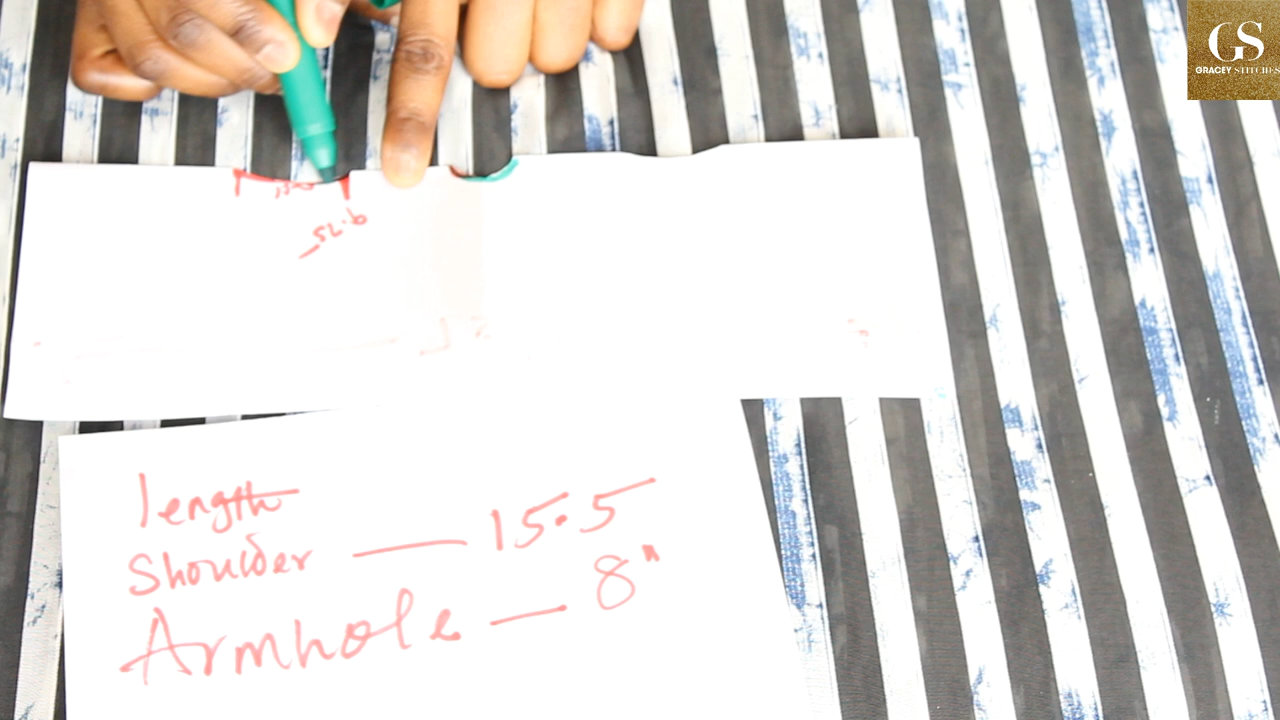 GS
GRACEY STITCHES
length
Shoulder — 15.5
Armhole — 8"